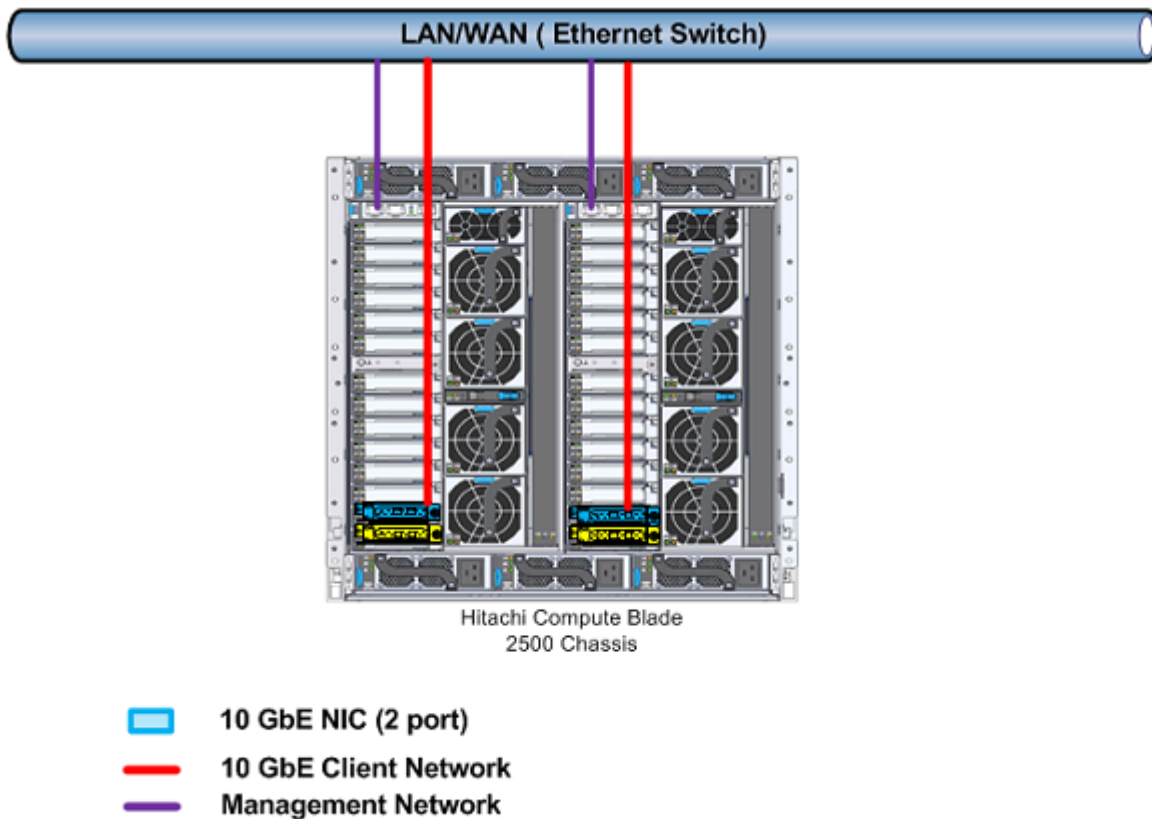 LAN/WAN ( Ethernet Switch)
Hitachi Compute Blade
2500 Chassis
10 GbE NIC (2 port)
10 GbE Client Network
Management Network